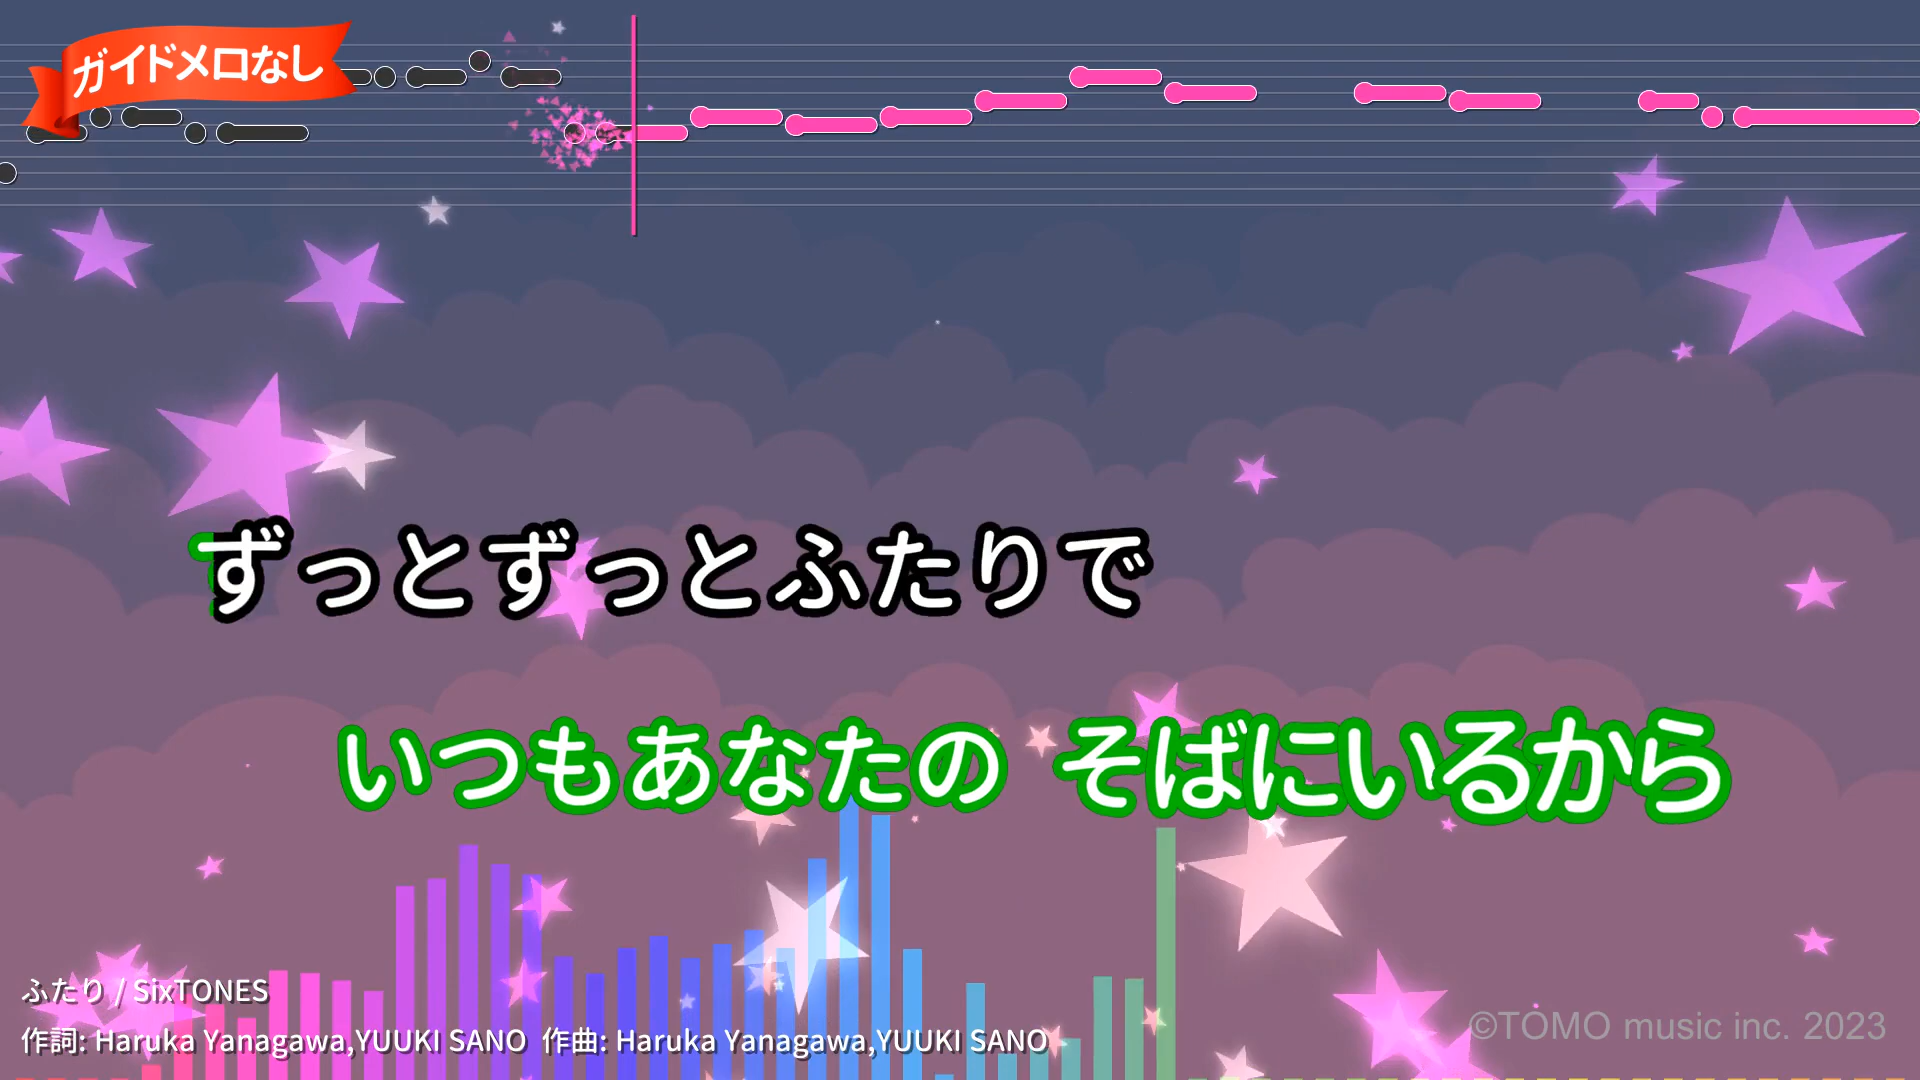 ガイドメロなし
ずっとずっとふたりで
いつもあなたの そばにいるから
ふたり / SixTONES
作詞: Haruka Yanagawa,YUUKI SANO 作曲: Haruka Yanagawa,YUUKI SANO
©TOMO music inc. 2023